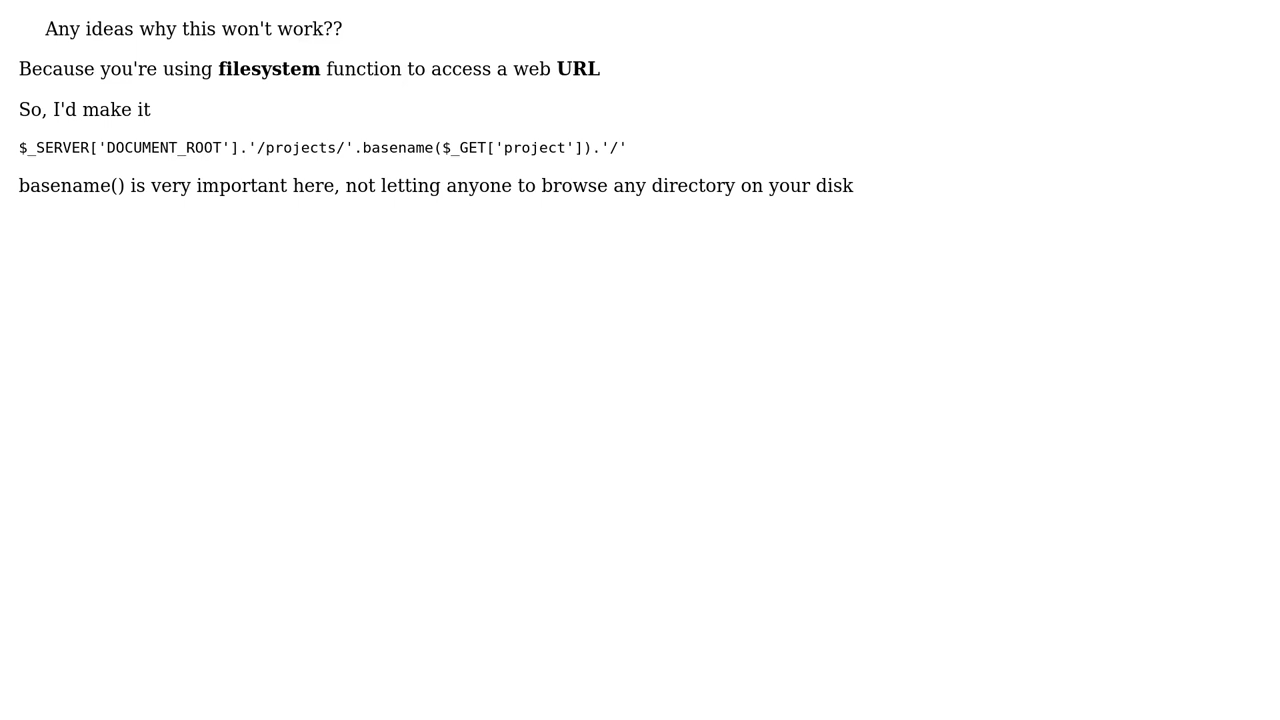 Any ideas why this won't work??
Because you're using filesystem function to access a web URL
So, I'd make it
$_SERVER['DOCUMENT_ROOT'].'/projects/'.basename($_GET['project']).'/'
basename() is very important here, not letting anyone to browse any directory on your disk